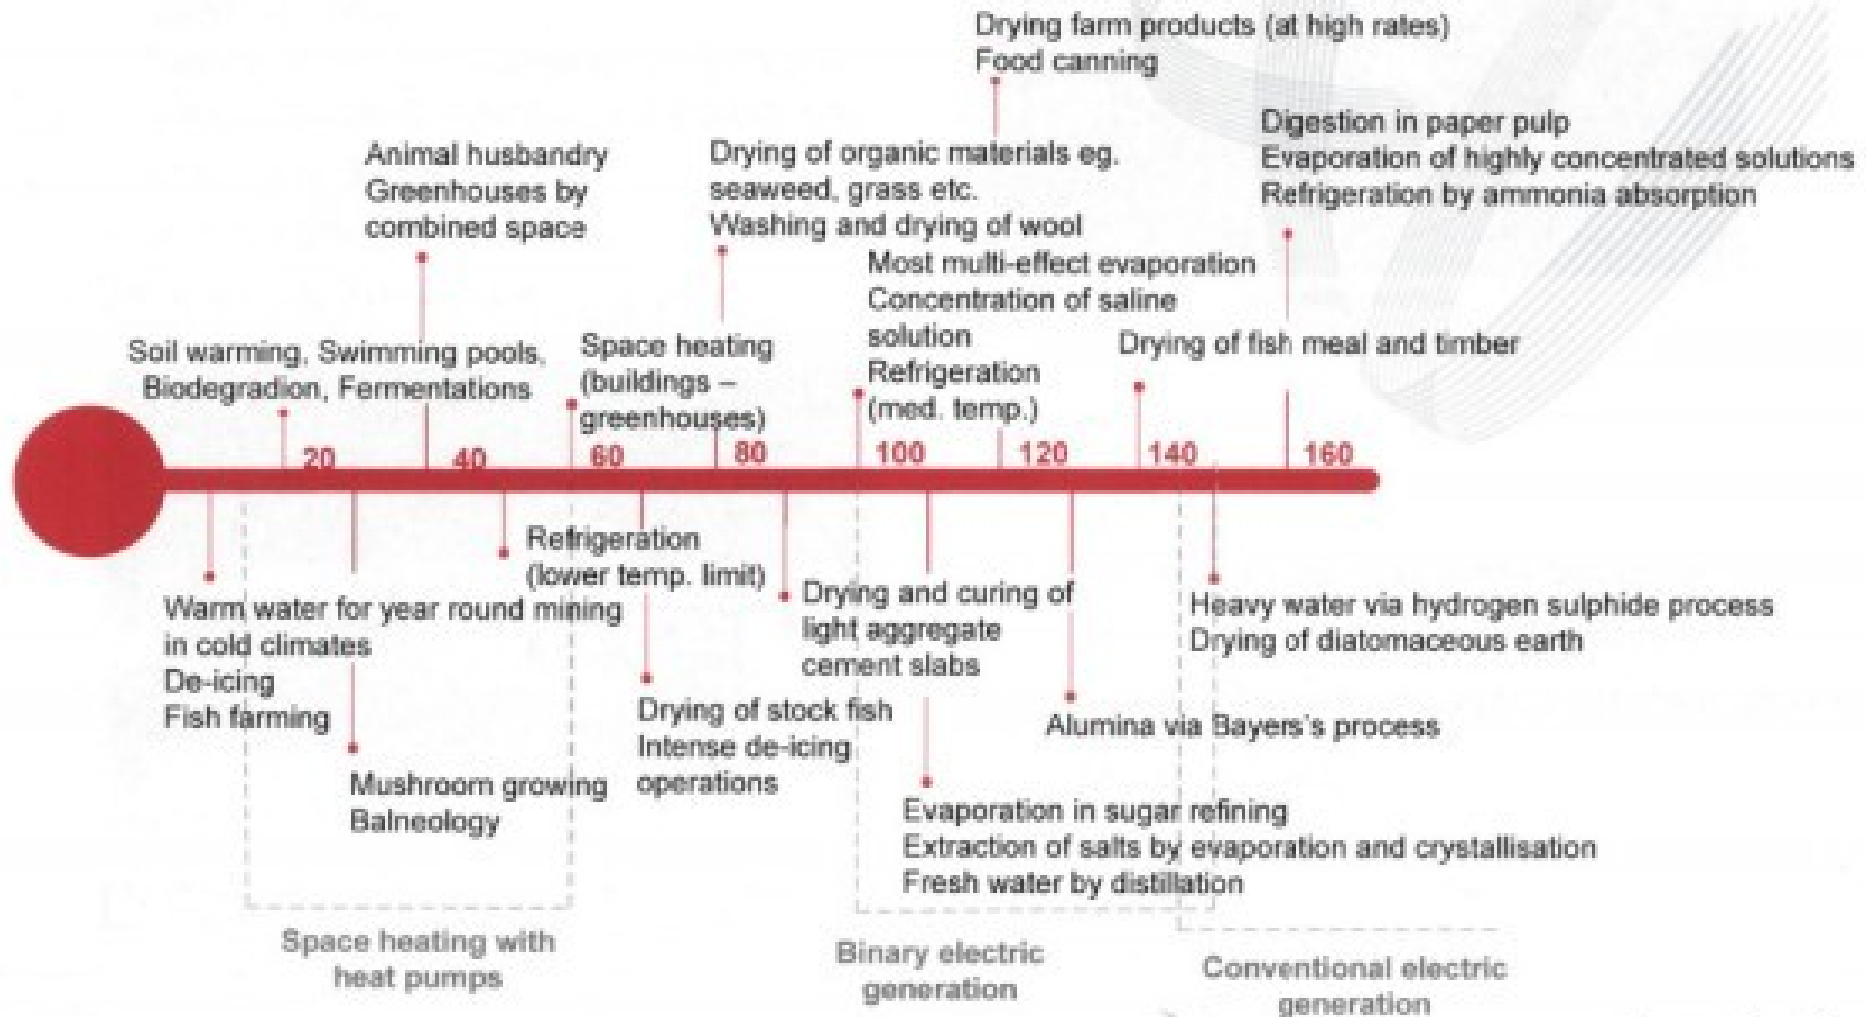 Drying farm products (at high rates)
Food canning
Digestion in paper pulp
Evaporation of highly concentrated solutions
Refrigeration by ammonia absorption
Animal husbandry
Greenhouses by
combined space
Drying of organic materials eg.
seaweed, grass etc.
Washing and drying of wool
Most multi-effect evaporation
Concentration of saline
solution
Refrigeration
(med. temp.)
Soil warming, Swimming pools,
Biodegradion, Fermentations
Space heating
(buildings –
greenhouses)
Drying of fish meal and timber
20 40 60 80 100 120 140 160
Refrigeration
(lower temp. limit)
Warm water for year round mining
in cold climates
De-icing
Fish farming
Drying and curing of
light aggregate
cement slabs
Heavy water via hydrogen sulphide process
Drying of diatomaceous earth
Drying of stock fish
Intense de-icing
operations
Alumina via Bayers's process
Mushroom growing
Balneology
Evaporation in sugar refining
Extraction of salts by evaporation and crystallisation
Fresh water by distillation
Space heating with
heat pumps
Binary electric
generation
Conventional electric
generation